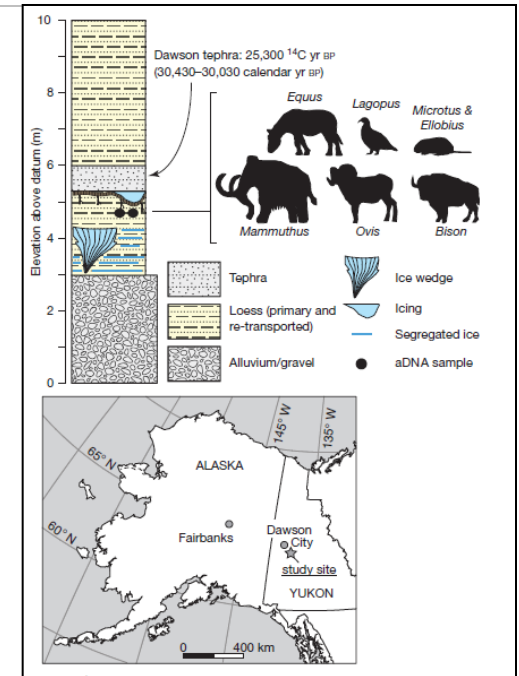 10
Dawson tephra: 25,300 14C yr BP
(30,430–30,030 calendar yr BP)
8
Equus
Lagopus
Microtus &
Ellobius
6
Elevation above datum (m)
Mammuthus
Ovis
Bison
4
Tephra
Ice wedge
Loess (primary and
re-transported)
Icing
2
Segregated ice
Alluvium/gravel
aDNA sample
0
145° W
135° W
65° N
ALASKA
60° N
Fairbanks
Dawson
City
study site
YUKON
0
400 km